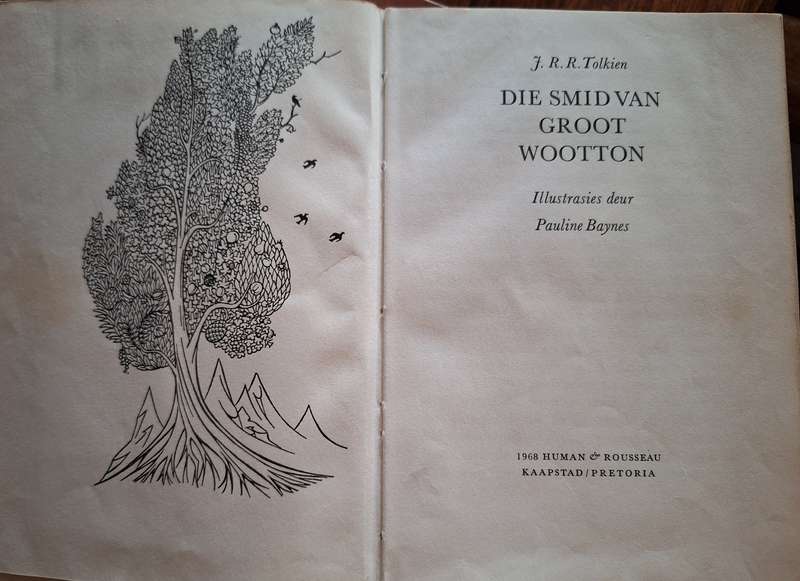 J. R. R. Tolkien
DIE SMID VAN
GROOT
WOOTTON
Illustrasies deur
Pauline Baynes
1968 HUMAN & ROUSSEAU
KAAPSTAD/PRETORIA